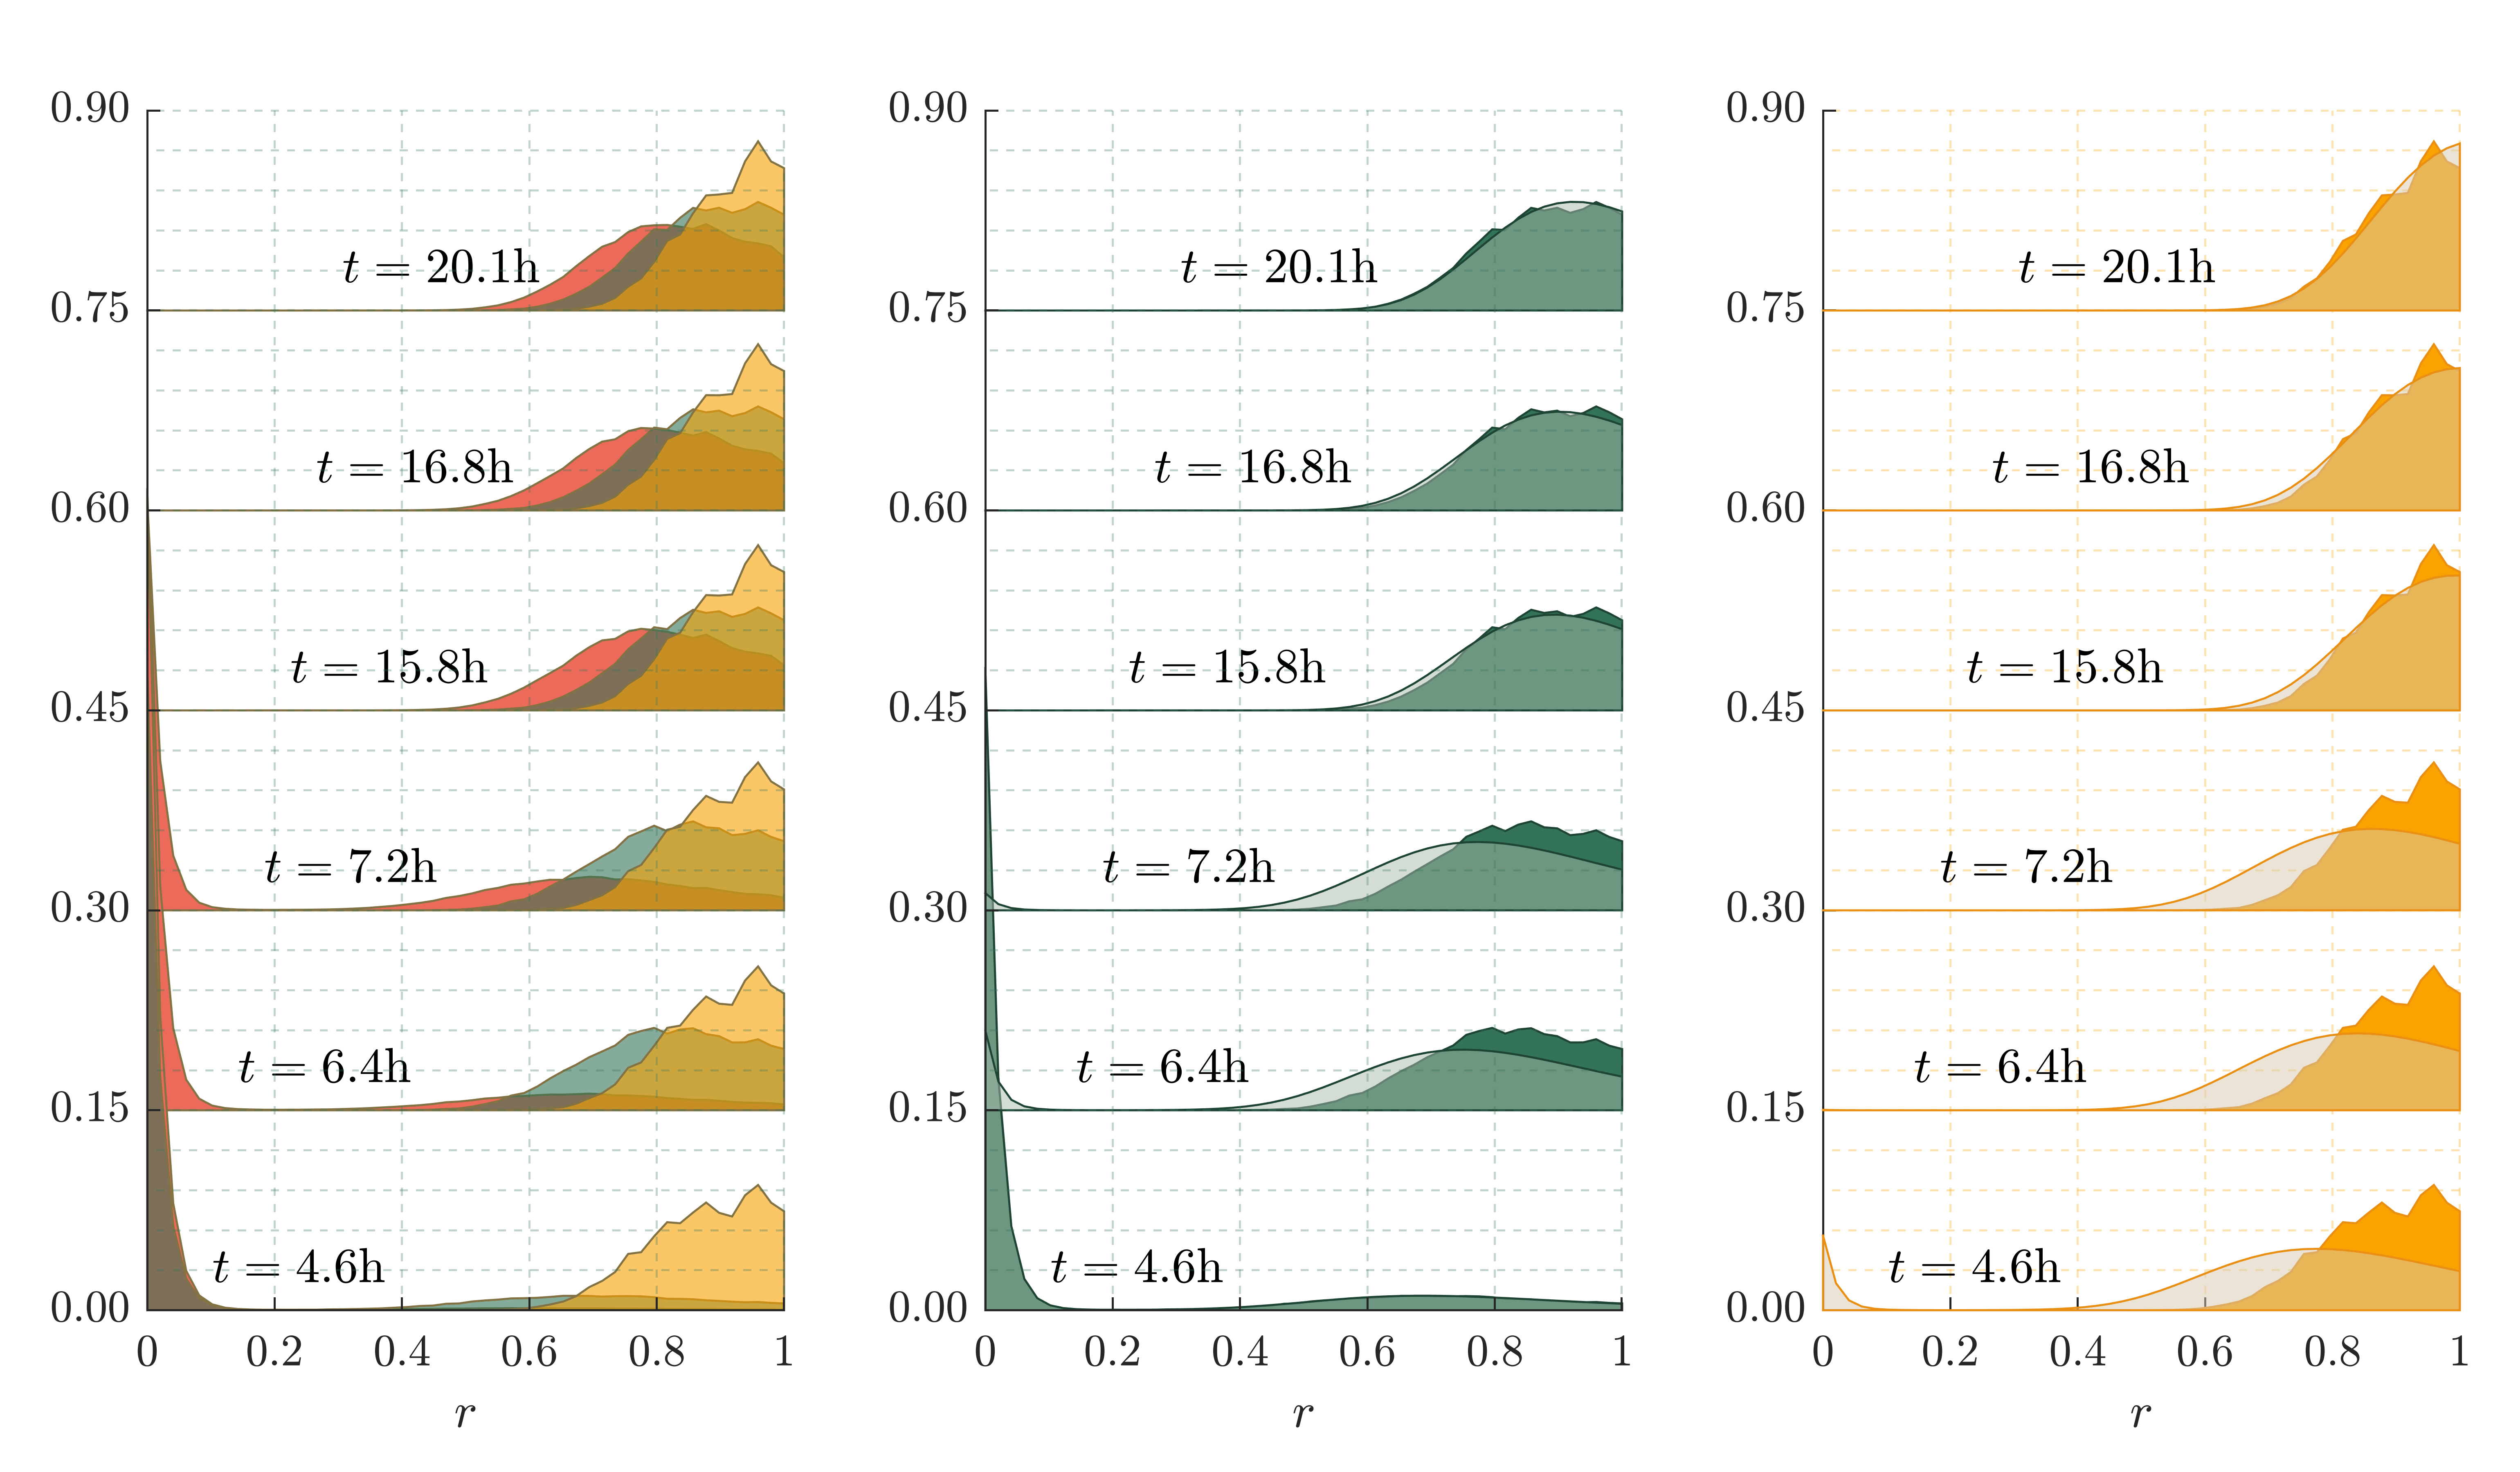 0.90 0.90 0.90
t = 20.1h t = 20.1h t = 20.1h
0.75 0.75 0.75
t = 16.8h t = 16.8h t = 16.8h
0.60 0.60 0.60
t = 15.8h t = 15.8h t = 15.8h
0.45 0.45 0.45
t = 7.2h t = 7.2h t = 7.2h
0.30 0.30 0.30
t = 6.4h t = 6.4h t = 6.4h
0.15 0.15 0.15
t = 4.6h t = 4.6h t = 4.6h
0.00 0.00 0.00
0 0.2 0.4 0.6 0.8 1 0 0.2 0.4 0.6 0.8 1 0 0.2 0.4 0.6 0.8 1
r r r